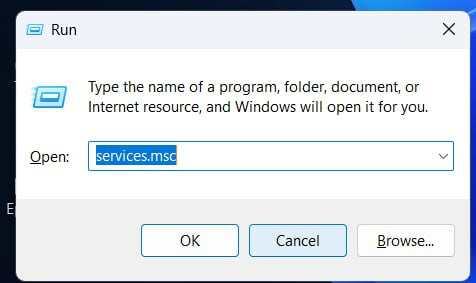 Run
Type the name of a program, folder, document, or
Internet resource, and Windows will open it for you.
Open: services.msc
OK Cancel Browse...